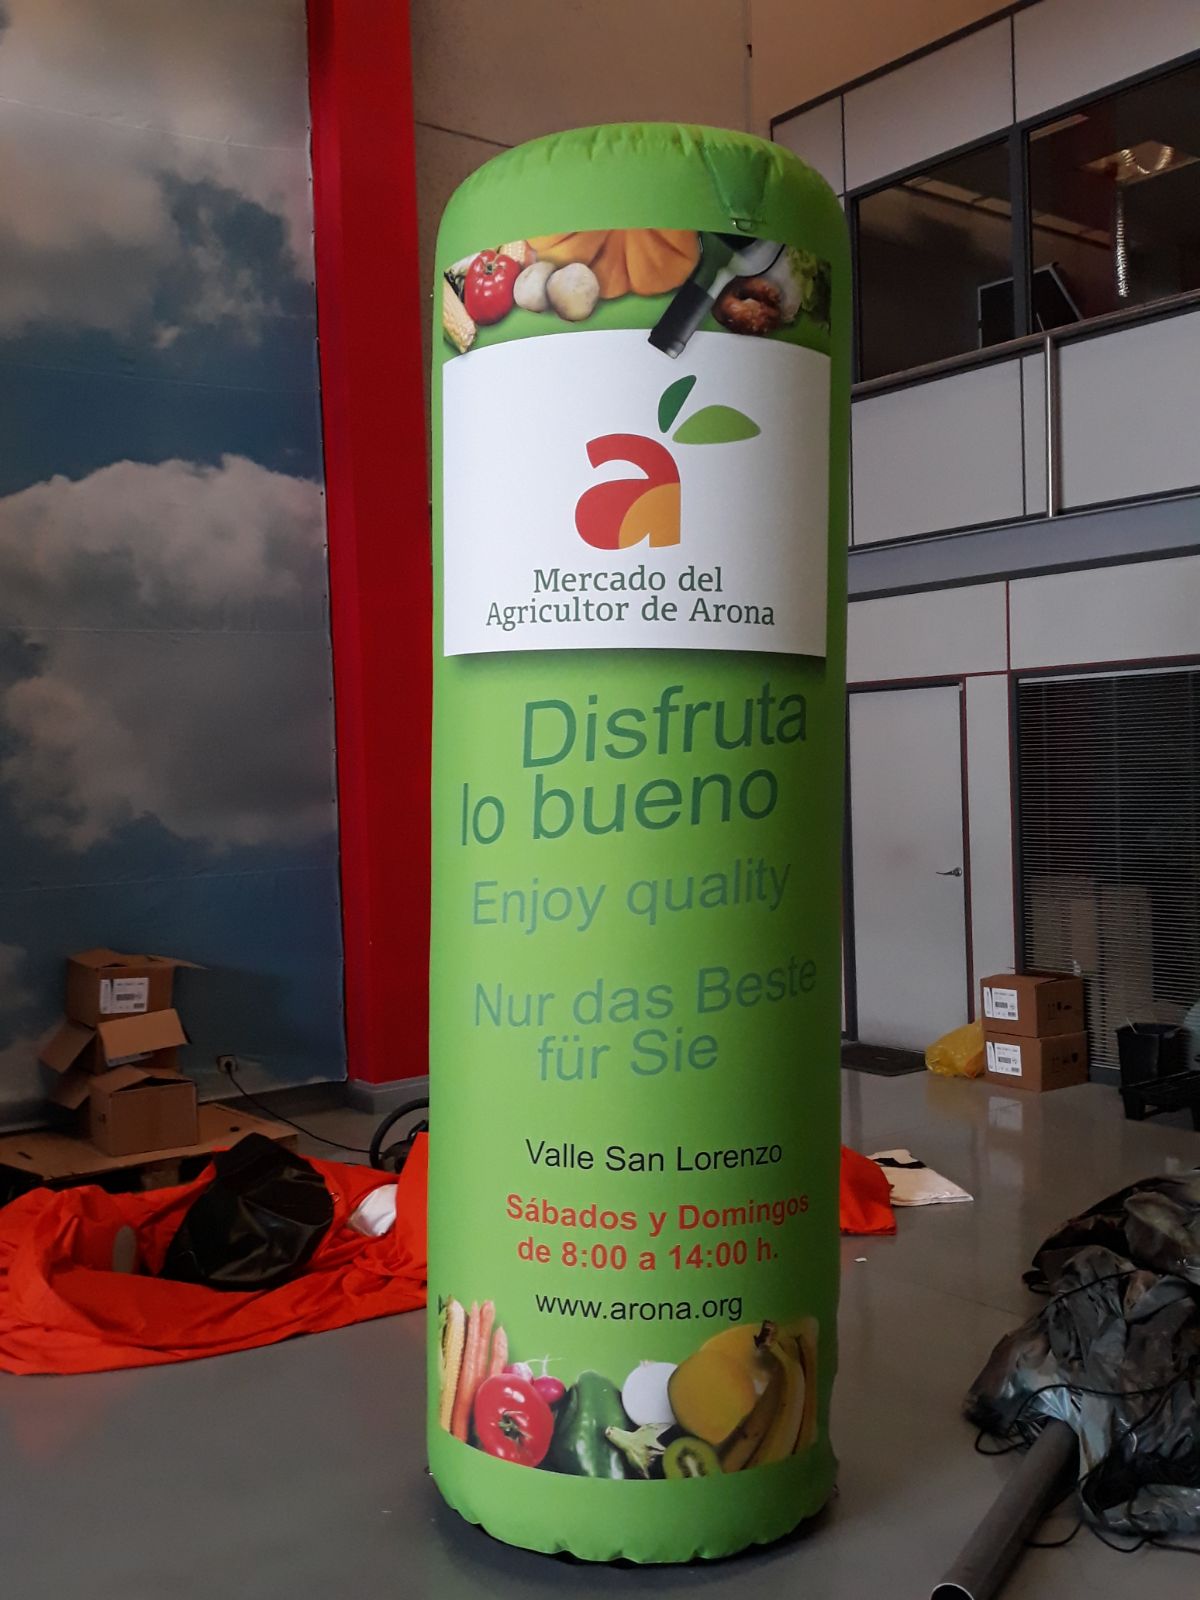 a
Mercado del
Agricultor de Arona
Disfruta
lo bueno
Enjoy quality
Nur das Beste
für Sie
Valle San Lorenzo
Sábados y Domingos
de 8:00 a 14:00 h.
www.arona.org